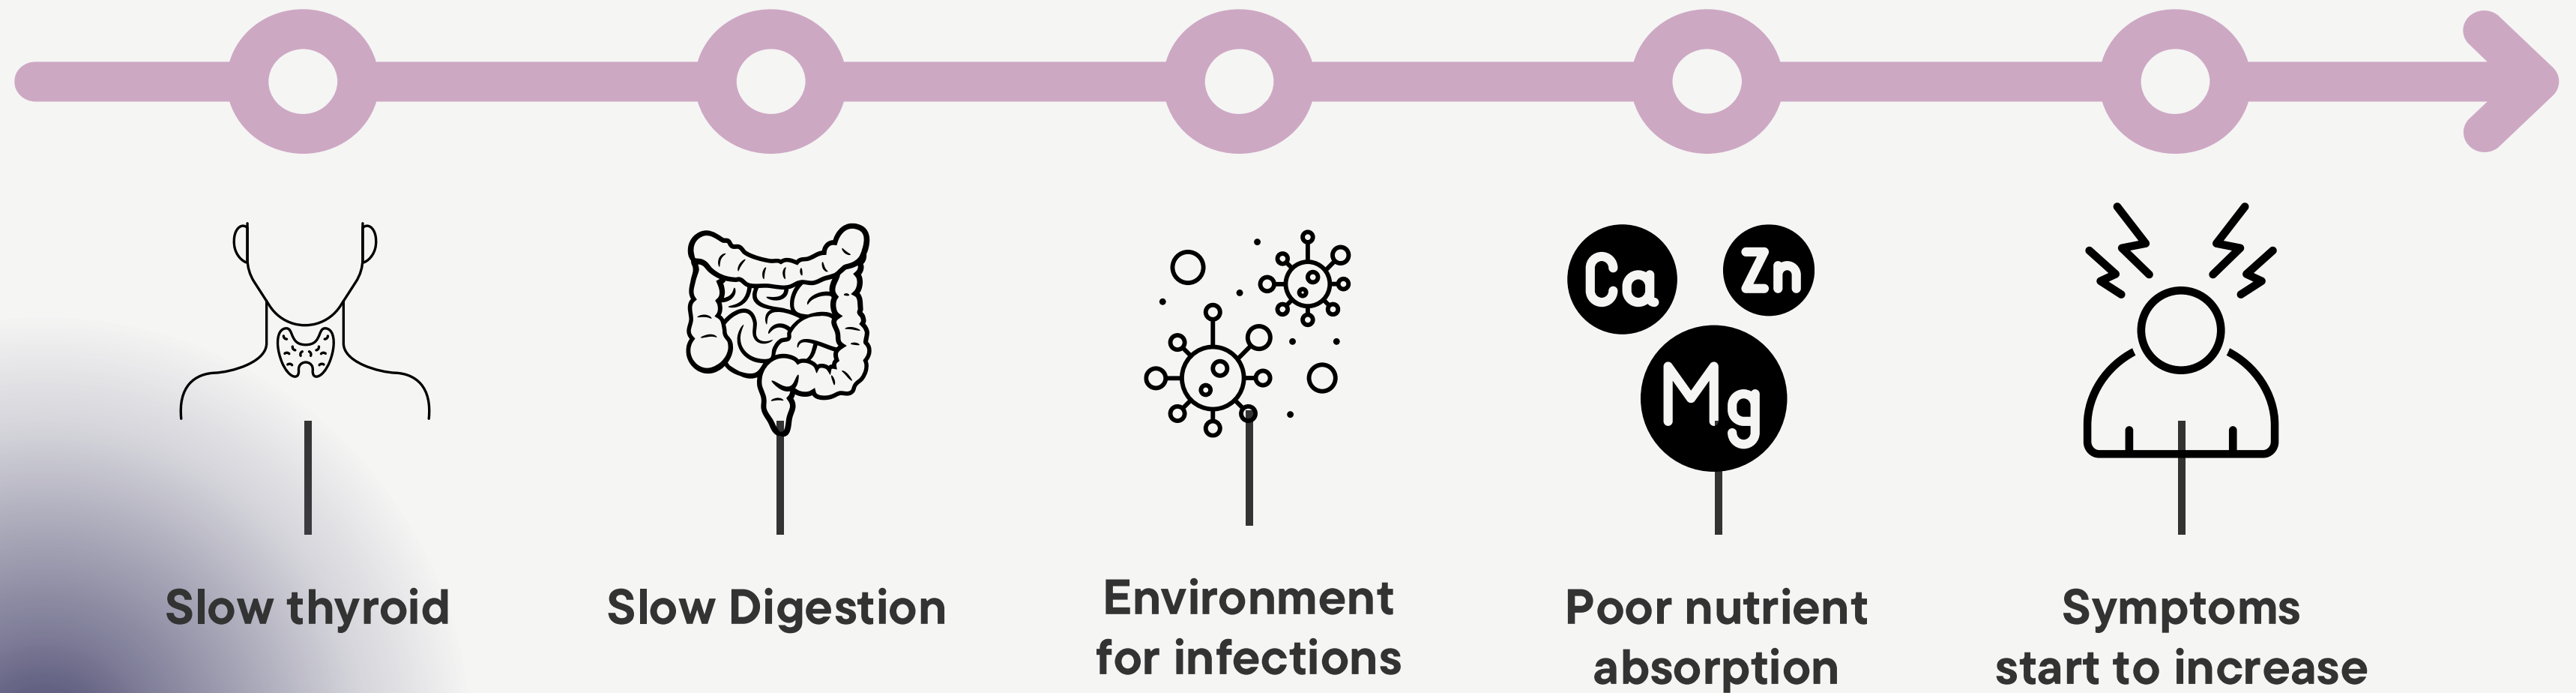 Ca
Zn
Mg
Slow thyroid
Slow Digestion
Environment
for infections
Poor nutrient
absorption
Symptoms
start to increase